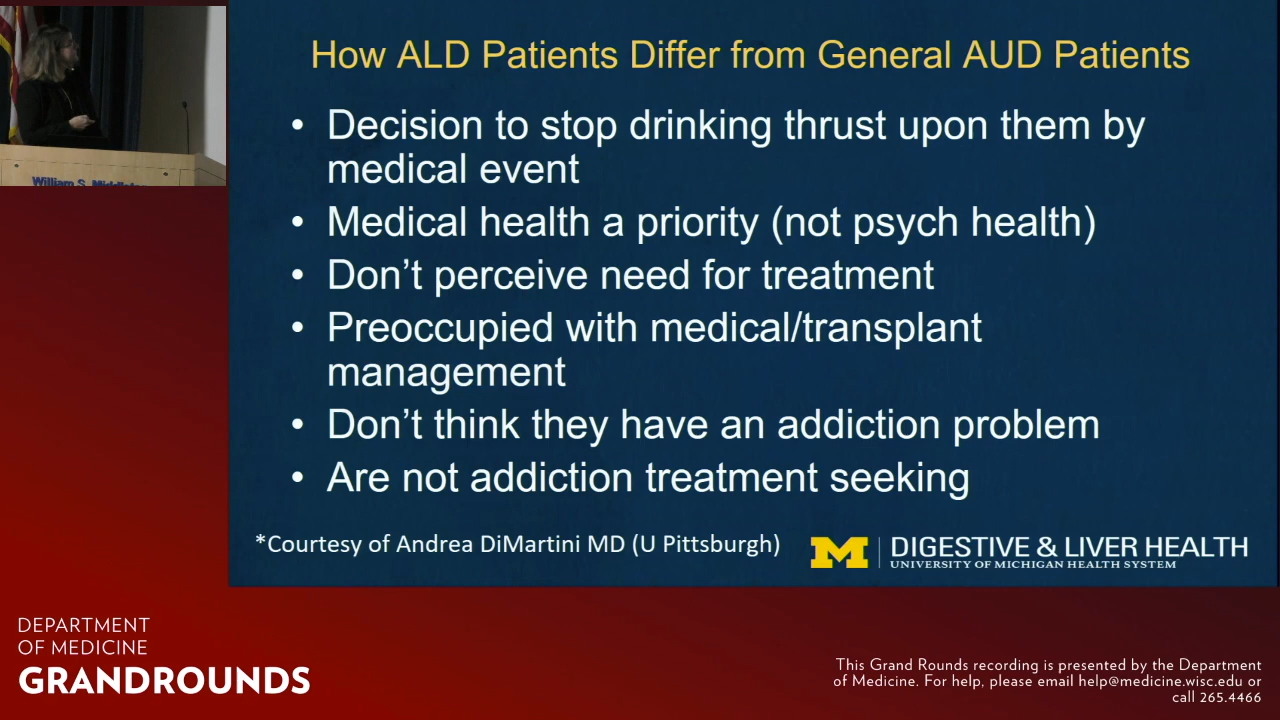 How ALD Patients Differ from General AUD Patients
• Decision to stop drinking thrust upon them by
medical event
• Medical health a priority (not psych health)
• Don't perceive need for treatment
• Preoccupied with medical/transplant
management
• Don't think they have an addiction problem
• Are not addiction treatment seeking
*Courtesy of Andrea DiMartini MD (U Pittsburgh)
M
DIGESTIVE & LIVER HEALTH
UNIVERSITY OF MICHIGAN HEALTH SYSTEM
William S.
DEPARTMENT
OF MEDICINE
GRANDROUNDS
This Grand Rounds recording is presented by the Department
of Medicine. For help, please email help@medicine.wisc.edu or
call 265.4466